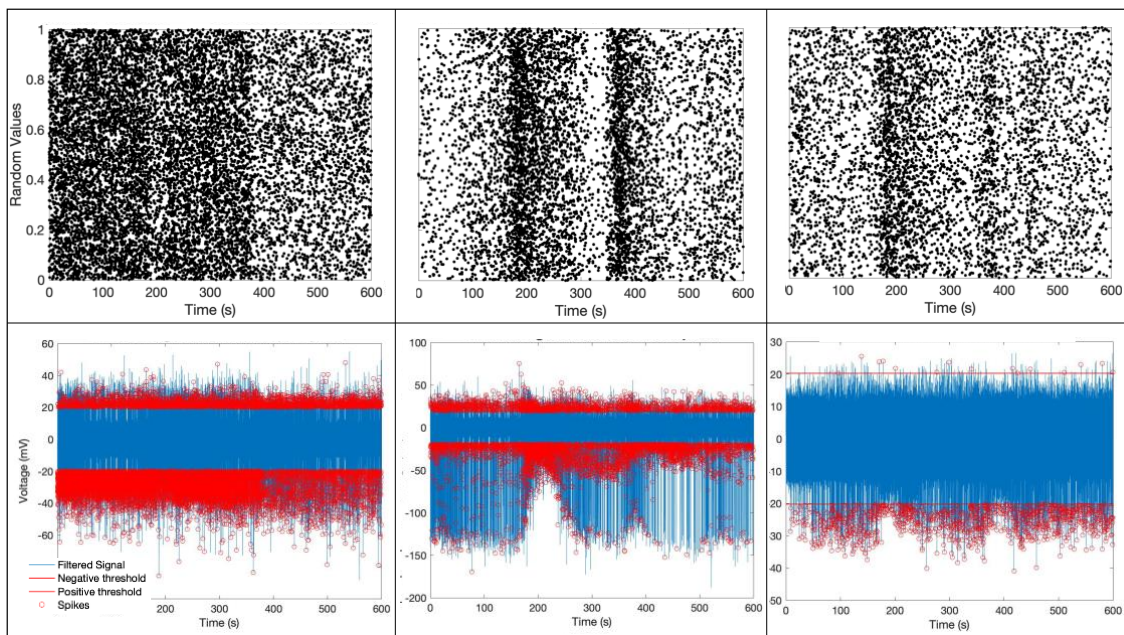 Random Values
1
0.8
0.6
0.4
0.2
0
0 100 200 300 400 500 600
Time (s)
0 100 200 300 400 500 600
Time (s)
0 100 200 300 400 500 600
Time (s)
Voltage (mV)
60
40
20
0
-20
-40
-60
Filtered Signal
Negative threshold
Positive threshold
Spikes
200 300 400 500 600
Time (s)
100
50
0
-50
-100
-150
-200
0 100 200 300 400 500 600
Time (s)
30
20
10
0
10
20
30
40
50
0 100 200 300 400 500 600
Time (s)